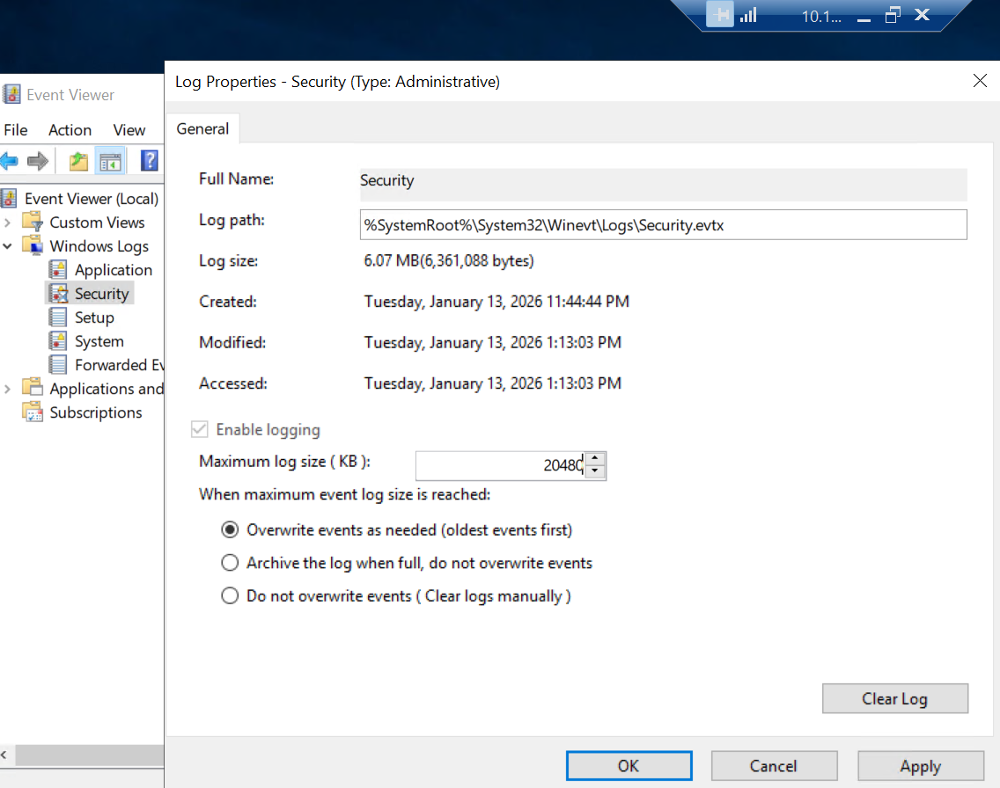 10.1...
Log Properties - Security (Type: Administrative)
Event Viewer
File Action View
General
Full Name: Security
Log path: %SystemRoot%\System32\Winevt\Logs\Security.evtx
Log size: 6.07 MB(6,361,088 bytes)
Created: Tuesday, January 13, 2026 11:44:44 PM
Modified: Tuesday, January 13, 2026 1:13:03 PM
Accessed: Tuesday, January 13, 2026 1:13:03 PM
Enable logging
Maximum log size ( KB ): 20480
When maximum event log size is reached:
Overwrite events as needed (oldest events first)
Archive the log when full, do not overwrite events
Do not overwrite events ( Clear logs manually )
Clear Log
OK Cancel Apply
Event Viewer (Local)
Custom Views
Windows Logs
Application
Security
Setup
System
Forwarded Ev
Applications and
Subscriptions